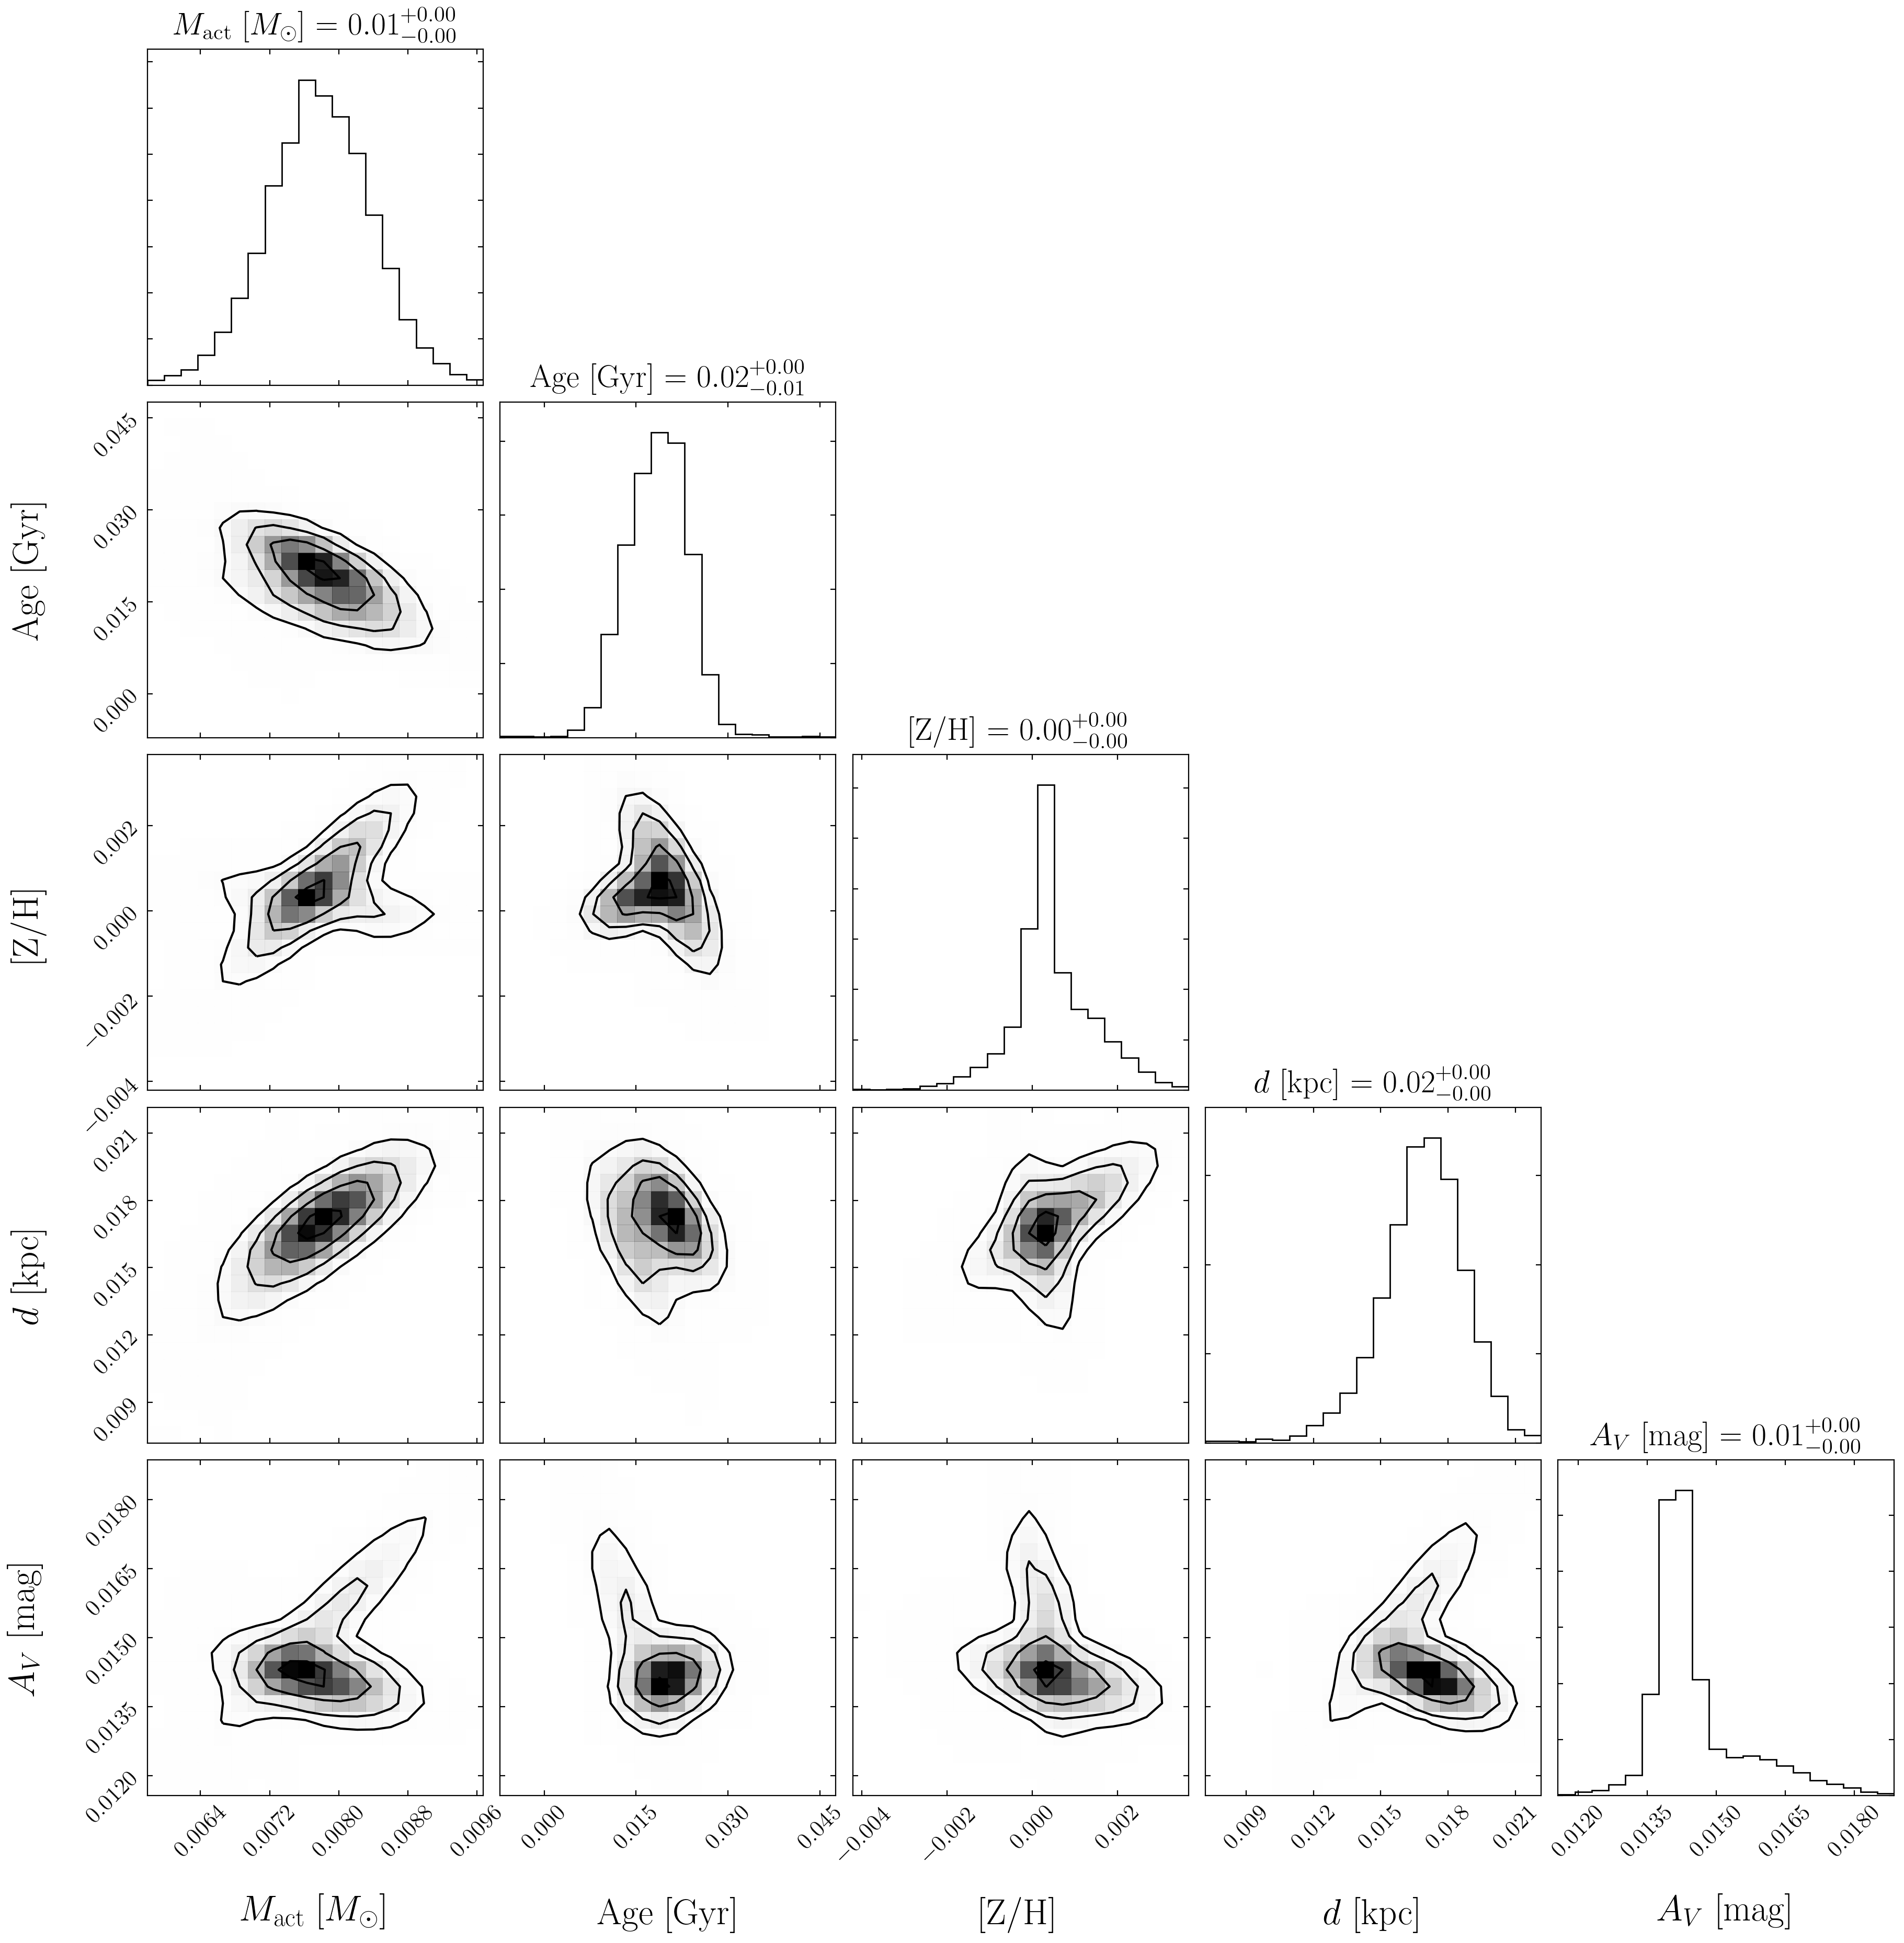 M_act [M_⊙] = 0.01^{+0.00}_{−0.00}
Age [Gyr] = 0.02^{+0.00}_{−0.01}
0.045
0.030
0.015
0.000
Age [Gyr]
[Z/H] = 0.00^{+0.00}_{−0.00}
0.002
0.000
−0.002
−0.004
[Z/H]
d [kpc] = 0.02^{+0.00}_{−0.00}
0.021
0.018
0.015
0.012
0.009
d [kpc]
A_V [mag] = 0.01^{+0.00}_{−0.00}
0.0180
0.0165
0.0150
0.0135
0.0120
A_V [mag]
0.0064 0.0072 0.0080 0.0088 0.0096 0.000 0.015 0.030 0.045 −0.004 −0.002 0.000 0.002 0.009 0.012 0.015 0.018 0.021 0.0120 0.0135 0.0150 0.0165 0.0180
M_act [M_⊙] Age [Gyr] [Z/H] d [kpc] A_V [mag]